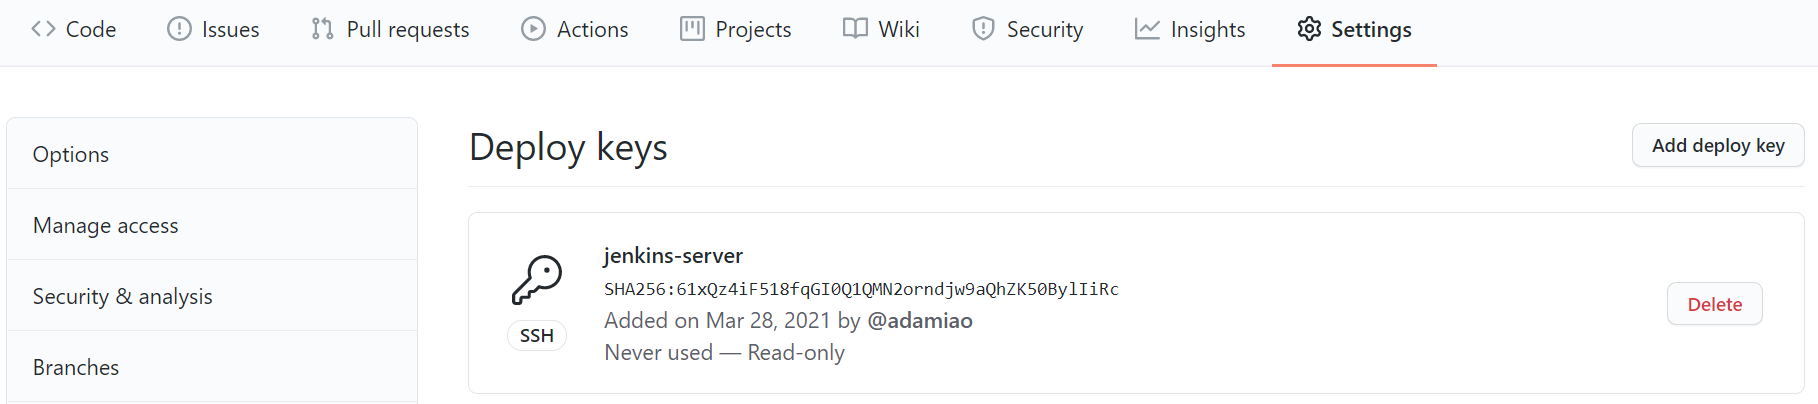 Code Issues Pull requests Actions Projects Wiki Security Insights Settings
Options
Manage access
Security & analysis
Branches
Deploy keys
Add deploy key
jenkins-server
SHA256:61xQz4iF518fqGI0Q1QMN2orndjw9aQhZK50BylIiRc
Added on Mar 28, 2021 by @adamiao
Never used — Read-only
SSH
Delete